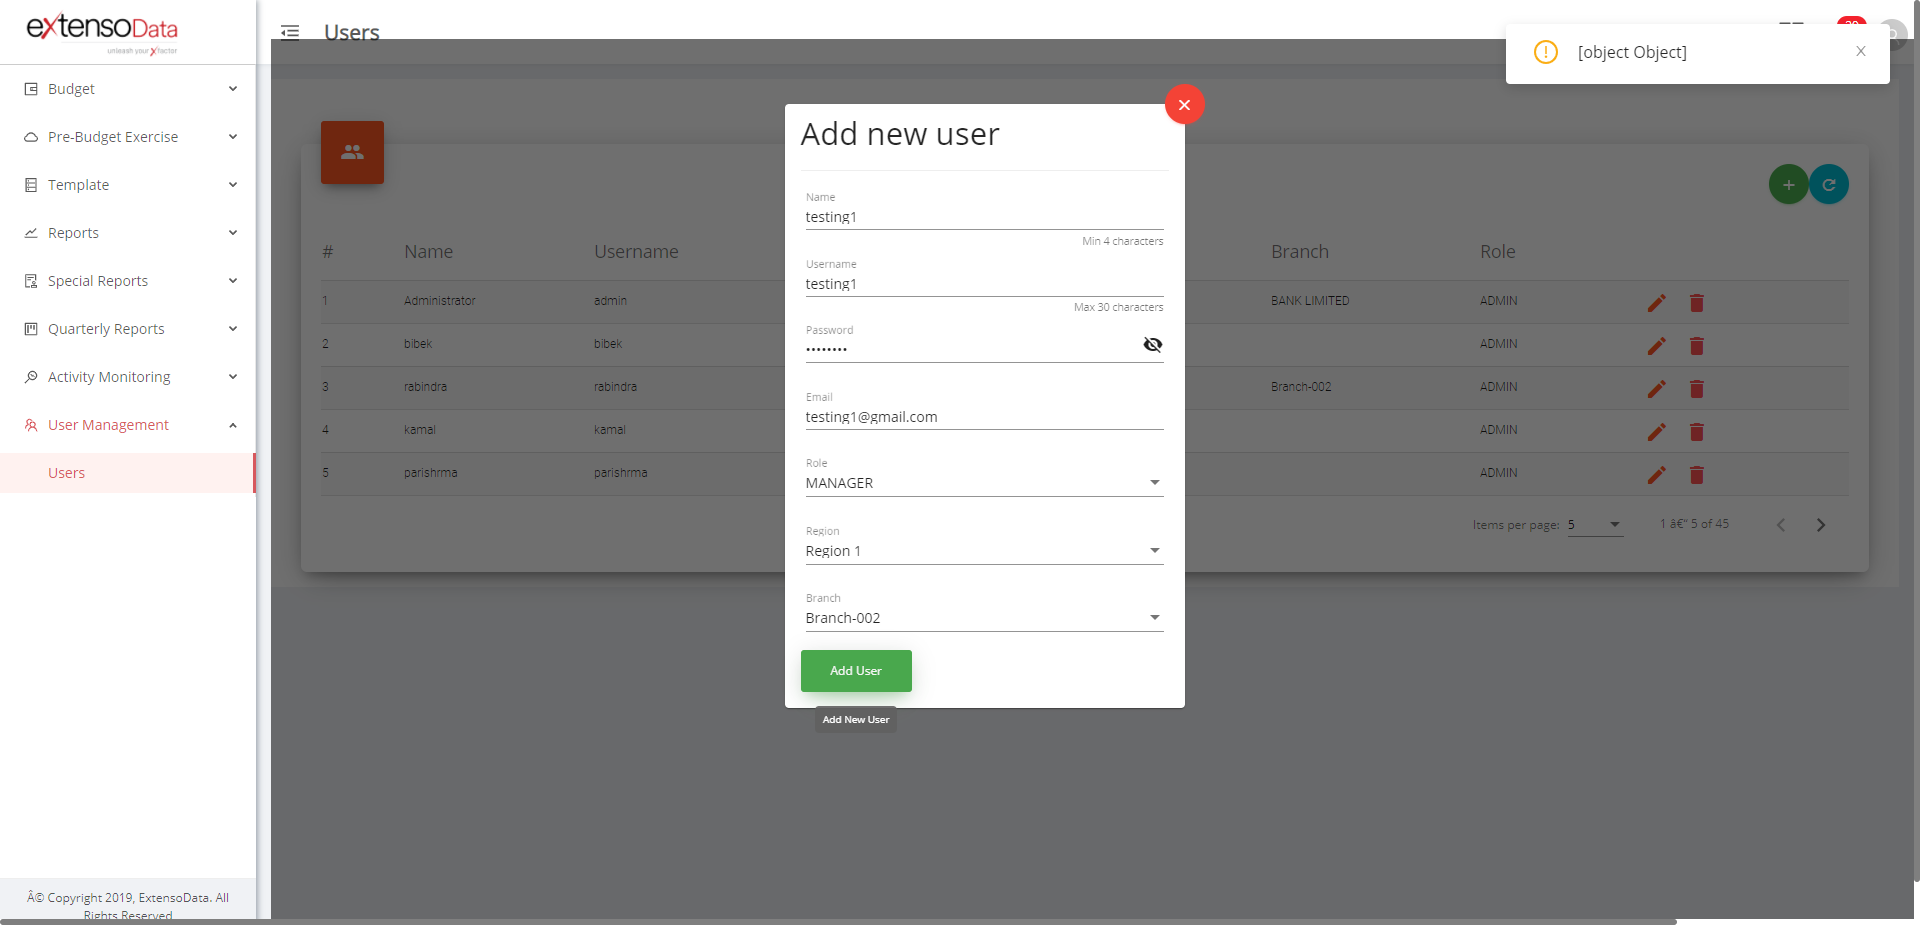 extensoData
unleash your Xfactor
Users
[object Object]
Budget
Pre-Budget Exercise
Template
Reports
Special Reports
Quarterly Reports
Activity Monitoring
User Management
Users
Â© Copyright 2019, ExtensoData. All
Rights Reserved
# Name Username Branch Role
1 Administrator admin BANK LIMITED ADMIN
2 bibek bibek ADMIN
3 rabindra rabindra Branch-002 ADMIN
4 kamal kamal ADMIN
5 parishrma parishrma ADMIN
Items per page: 5 1 â€“ 5 of 45
Add new user
Name
testing1
Min 4 characters
Username
testing1
Max 30 characters
Password
••••••••
Email
testing1@gmail.com
Role
MANAGER
Region
Region 1
Branch
Branch-002
Add User
Add New User